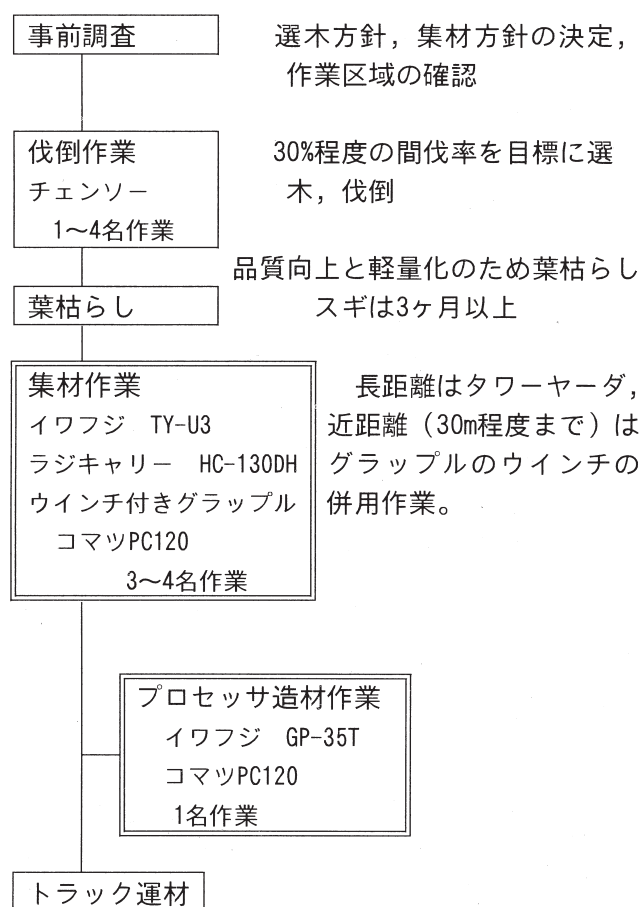 事前調査
選木方針，集材方針の決定，
作業区域の確認
伐倒作業
チェンソー
1～4名作業
30%程度の間伐率を目標に選
木，伐倒
葉枯らし
品質向上と軽量化のため葉枯らし
スギは3ヶ月以上
集材作業
イワフジ　TY-U3
ラジキャリー　HC-130DH
ウインチ付きグラップル
コマツPC120
3～4名作業
長距離はタワーヤーダ，
近距離（30m程度まで）は
グラップルのウインチの
併用作業。
プロセッサ造材作業
イワフジ　GP-35T
コマツPC120
1名作業
トラック運材